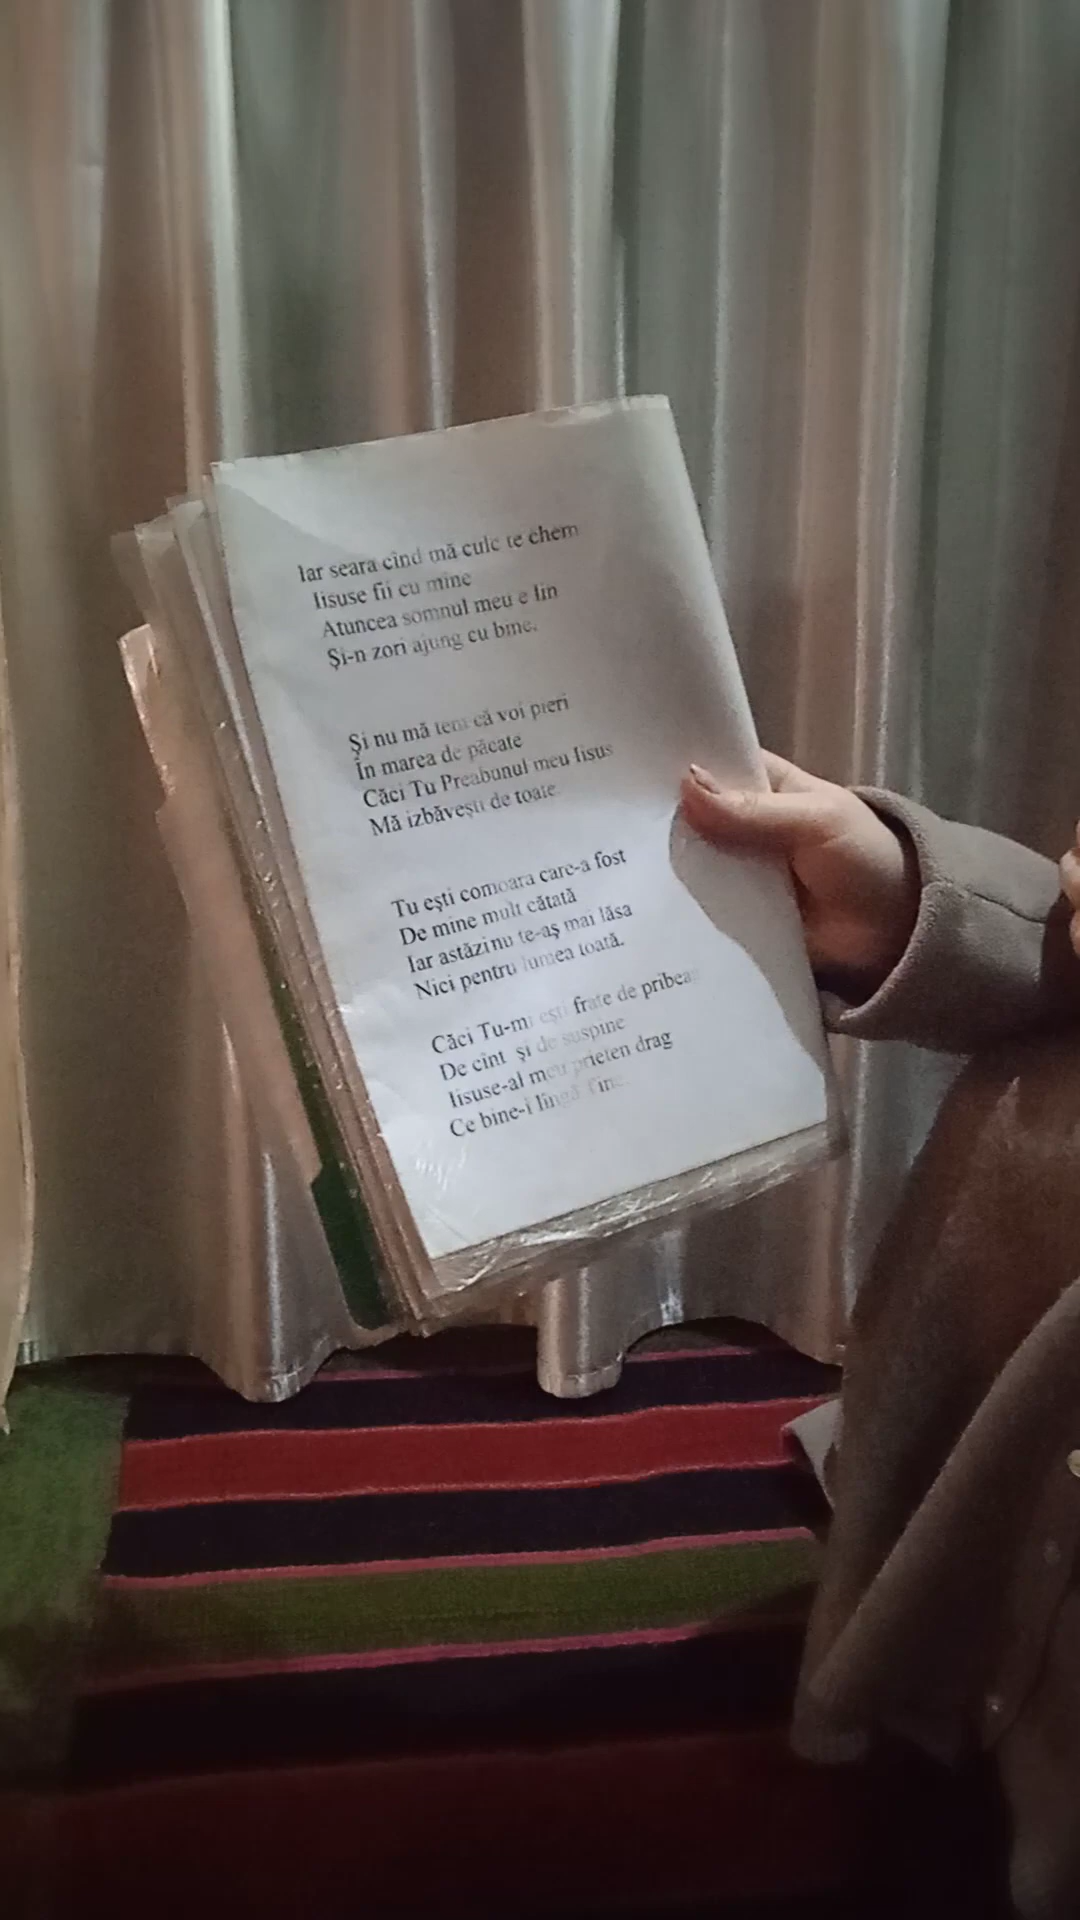 Iar seara cînd mă culc te chem
Iisuse fii cu mine
Atuncea somnul meu e lin
Şi-n zori ajung cu bine.
Şi nu mă tem că voi pieri
În marea de păcate
Căci Tu Preabunul meu Iisus
Mă izbăveşti de toate.
Tu eşti comoara care-a fost
De mine mult cătată
Iar astăzi nu te-aş mai lăsa
Nici pentru lumea toată.
Căci Tu-mi eşti frate de pribeag
De cînt şi de suspine
Iisuse-al meu prieten drag
Ce bine-i lîngă Tine.